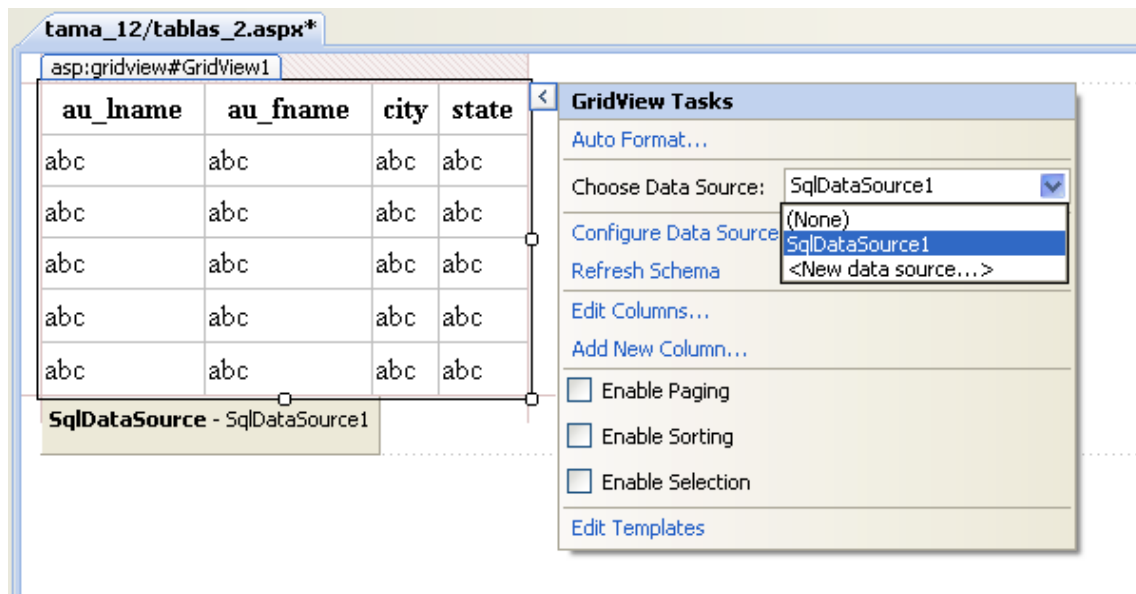 tama_12/tablas_2.aspx*
asp:gridview#GridView1
au_lname au_fname city state
abc abc abc abc
abc abc abc abc
abc abc abc abc
abc abc abc abc
abc abc abc abc
SqlDataSource - SqlDataSource1
GridView Tasks
Auto Format...
Choose Data Source: SqlDataSource1
(None)
SqlDataSource1
<New data source...>
Configure Data Source
Refresh Schema
Edit Columns...
Add New Column...
Enable Paging
Enable Sorting
Enable Selection
Edit Templates